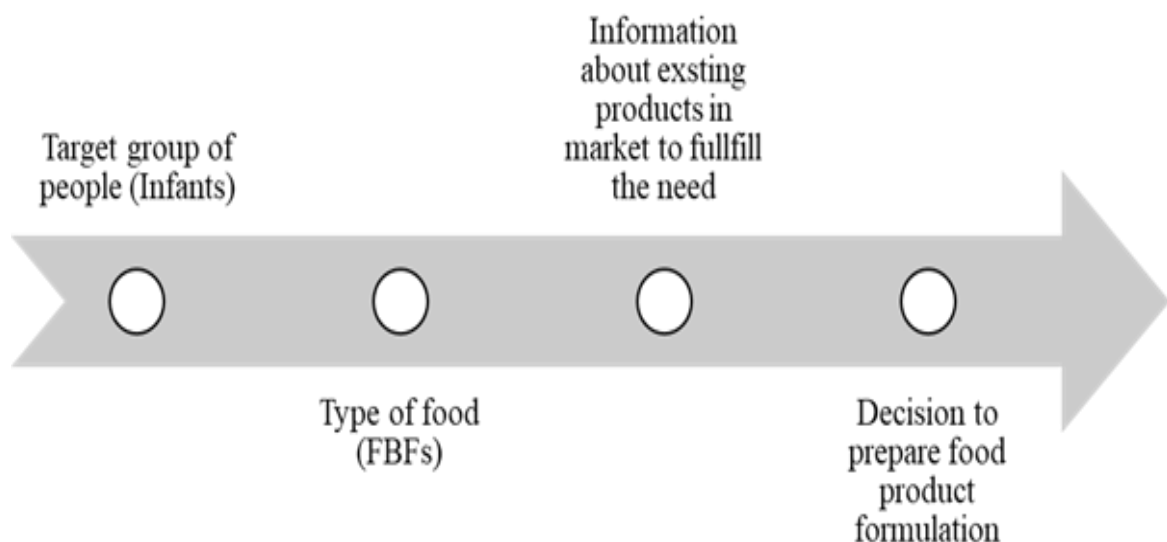 Target group of
people (Infants)
Type of food
(FBFs)
Information
about exsting
products in
market to fullfill
the need
Decision to
prepare food
product
formulation